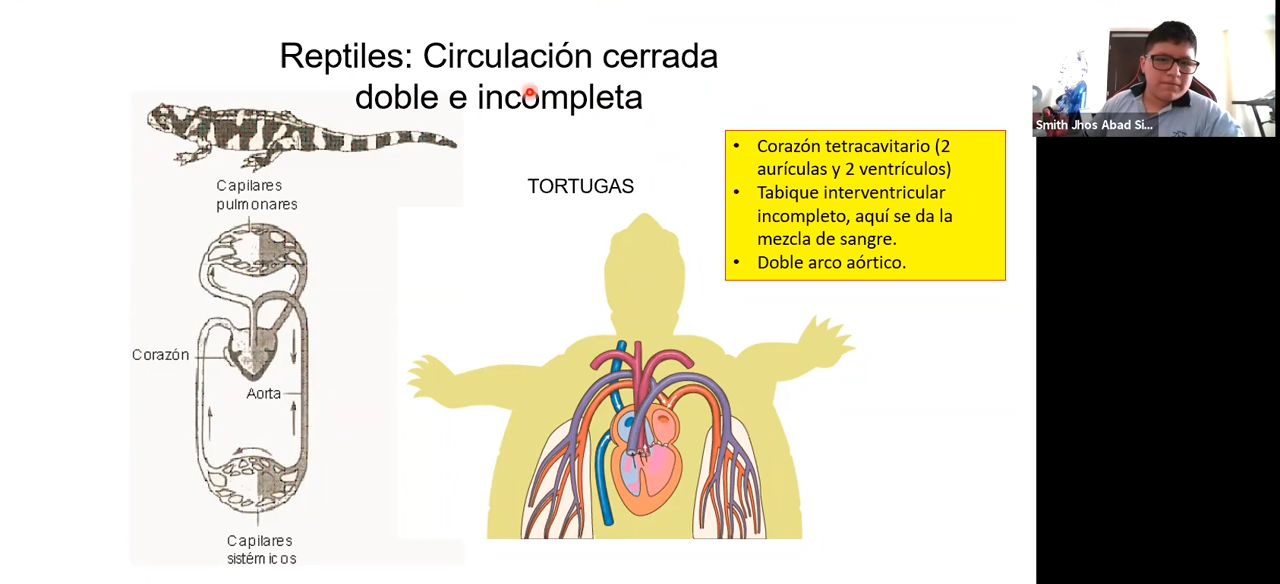 Reptiles: Circulación cerrada
doble e incompleta
Smith Jhos Abad Si...
Capilares
pulmonares
Corazón
Aorta
Capilares
sistémicos
TORTUGAS
• Corazón tetracavitario (2
aurículas y 2 ventrículos)
• Tabique interventricular
incompleto, aquí se da la
mezcla de sangre.
• Doble arco aórtico.